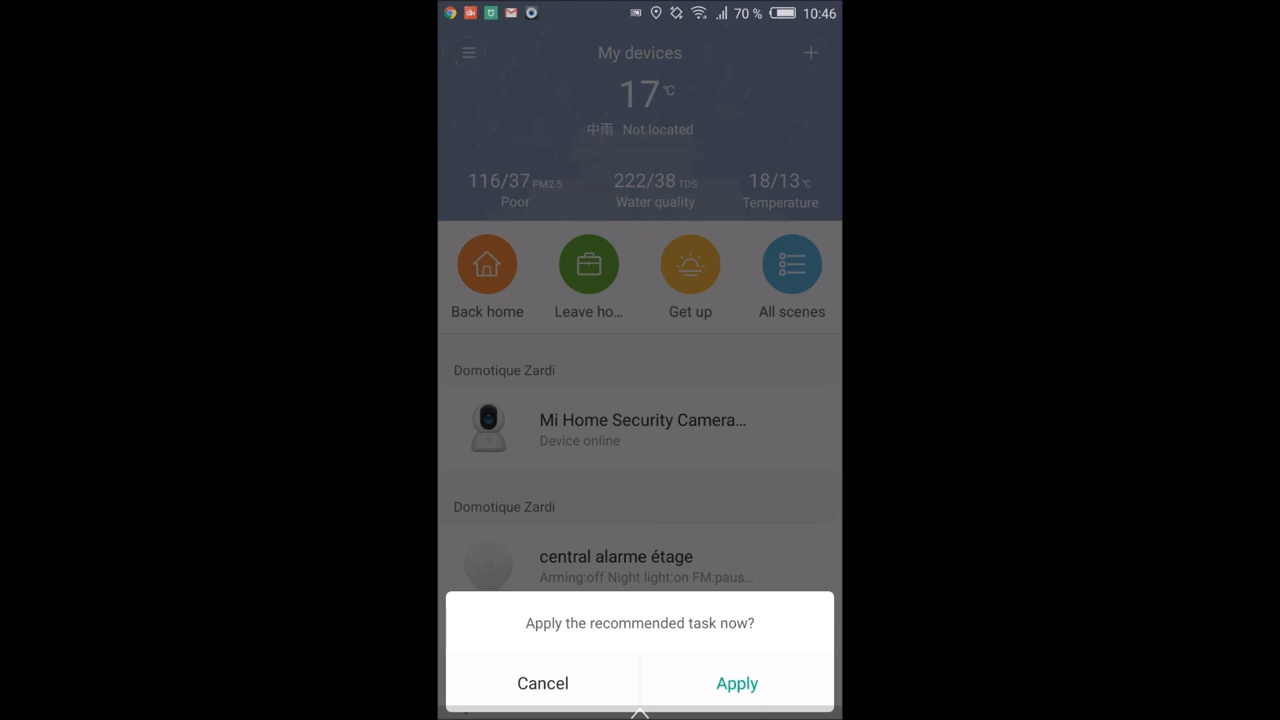 70 % 10:46
My devices
17°C
中雨 Not located
116/37 PM2.5 222/38 TDS 18/13 °C
Poor Water quality Temperature
Back home Leave ho... Get up All scenes
Domotique Zardi
Mi Home Security Camera...
Device online
Domotique Zardi
central alarme étage
Arming:off Night light:on FM:paus...
Apply the recommended task now?
Cancel Apply